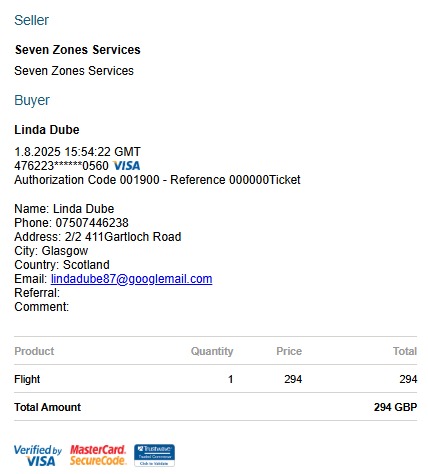 Seller
Seven Zones Services
Seven Zones Services
Buyer
Linda Dube
1.8.2025 15:54:22 GMT
476223******0560 VISA
Authorization Code 001900 - Reference 000000Ticket
Name: Linda Dube
Phone: 07507446238
Address: 2/2 411Gartloch Road
City: Glasgow
Country: Scotland
Email: lindadube87@googlemail.com
Referral:
Comment:
Product Quantity Price Total
Flight 1 294 294
Total Amount 294 GBP
Verified by VISA MasterCard. SecureCode. Trustwave Trusted Commerce Click to Validate